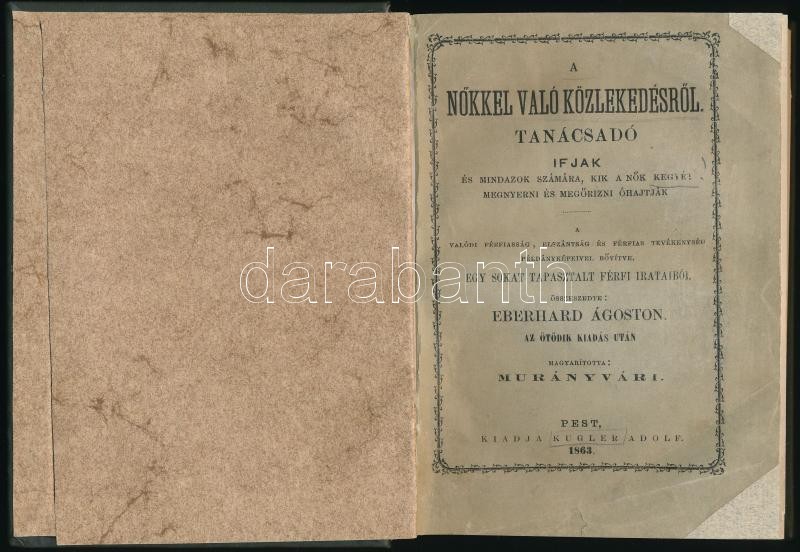 A
NŐKKEL VALÓ KÖZLEKEDÉSRŐL.
TANÁCSADÓ
IFJAK
ÉS MINDAZOK SZÁMÁRA, KIK A NŐK KEGYÉT
MEGNYERNI ÉS MEGŐRIZNI ÓHAJTJÁK
A
VALÓDI FÉRFIASSÁG, ELSZÁNTSÁG ÉS FÉRFIAS TEVÉKENYSÉG
PÉLDÁNYKÉPEIVEL BŐVITVE,
EGY SOKAT TAPASZTALT FÉRFI IRATAIBÓL
ÖSSZESZEDTE:
EBERHARD ÁGOSTON.
AZ ÖTÖDIK KIADÁS UTÁN
MAGYARÍTOTTA:
MURÁNYVÁRI.
PEST,
KIADJA KUGLER ADOLF.
1863.
darabanth